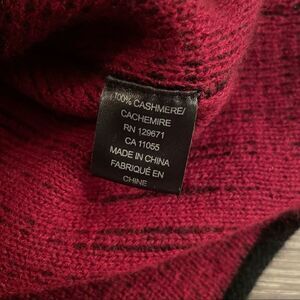 100% CASHMERE/
CACHEMIRE
RN 129671
CA 11055
MADE IN CHINA
FABRIQUÉ EN
CHINE